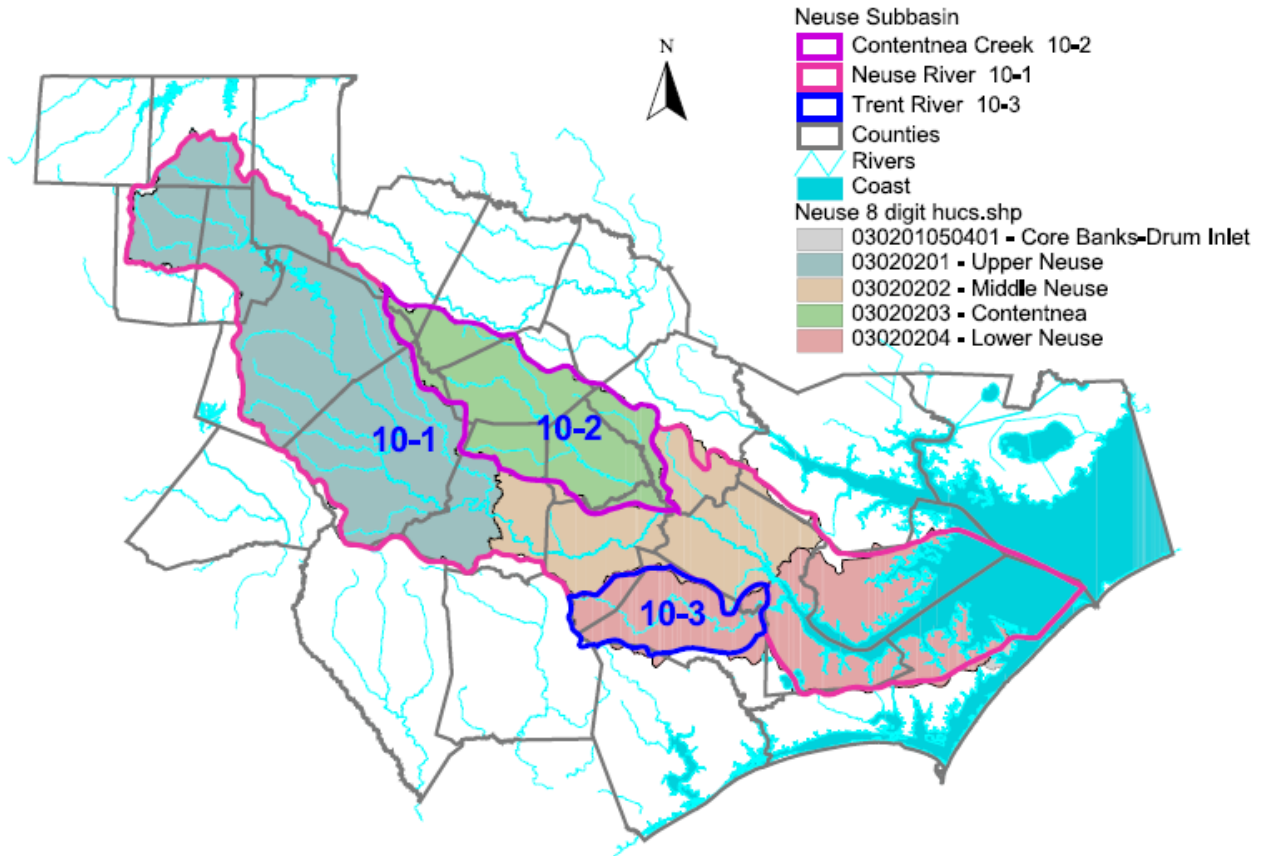 Neuse Subbasin
Contentnea Creek 10-2
Neuse River 10-1
Trent River 10-3
Counties
Rivers
Coast
Neuse 8 digit hucs.shp
030201050401 - Core Banks-Drum Inlet
03020201 - Upper Neuse
03020202 - Middle Neuse
03020203 - Contentnea
03020204 - Lower Neuse
N
10-1
10-2
10-3